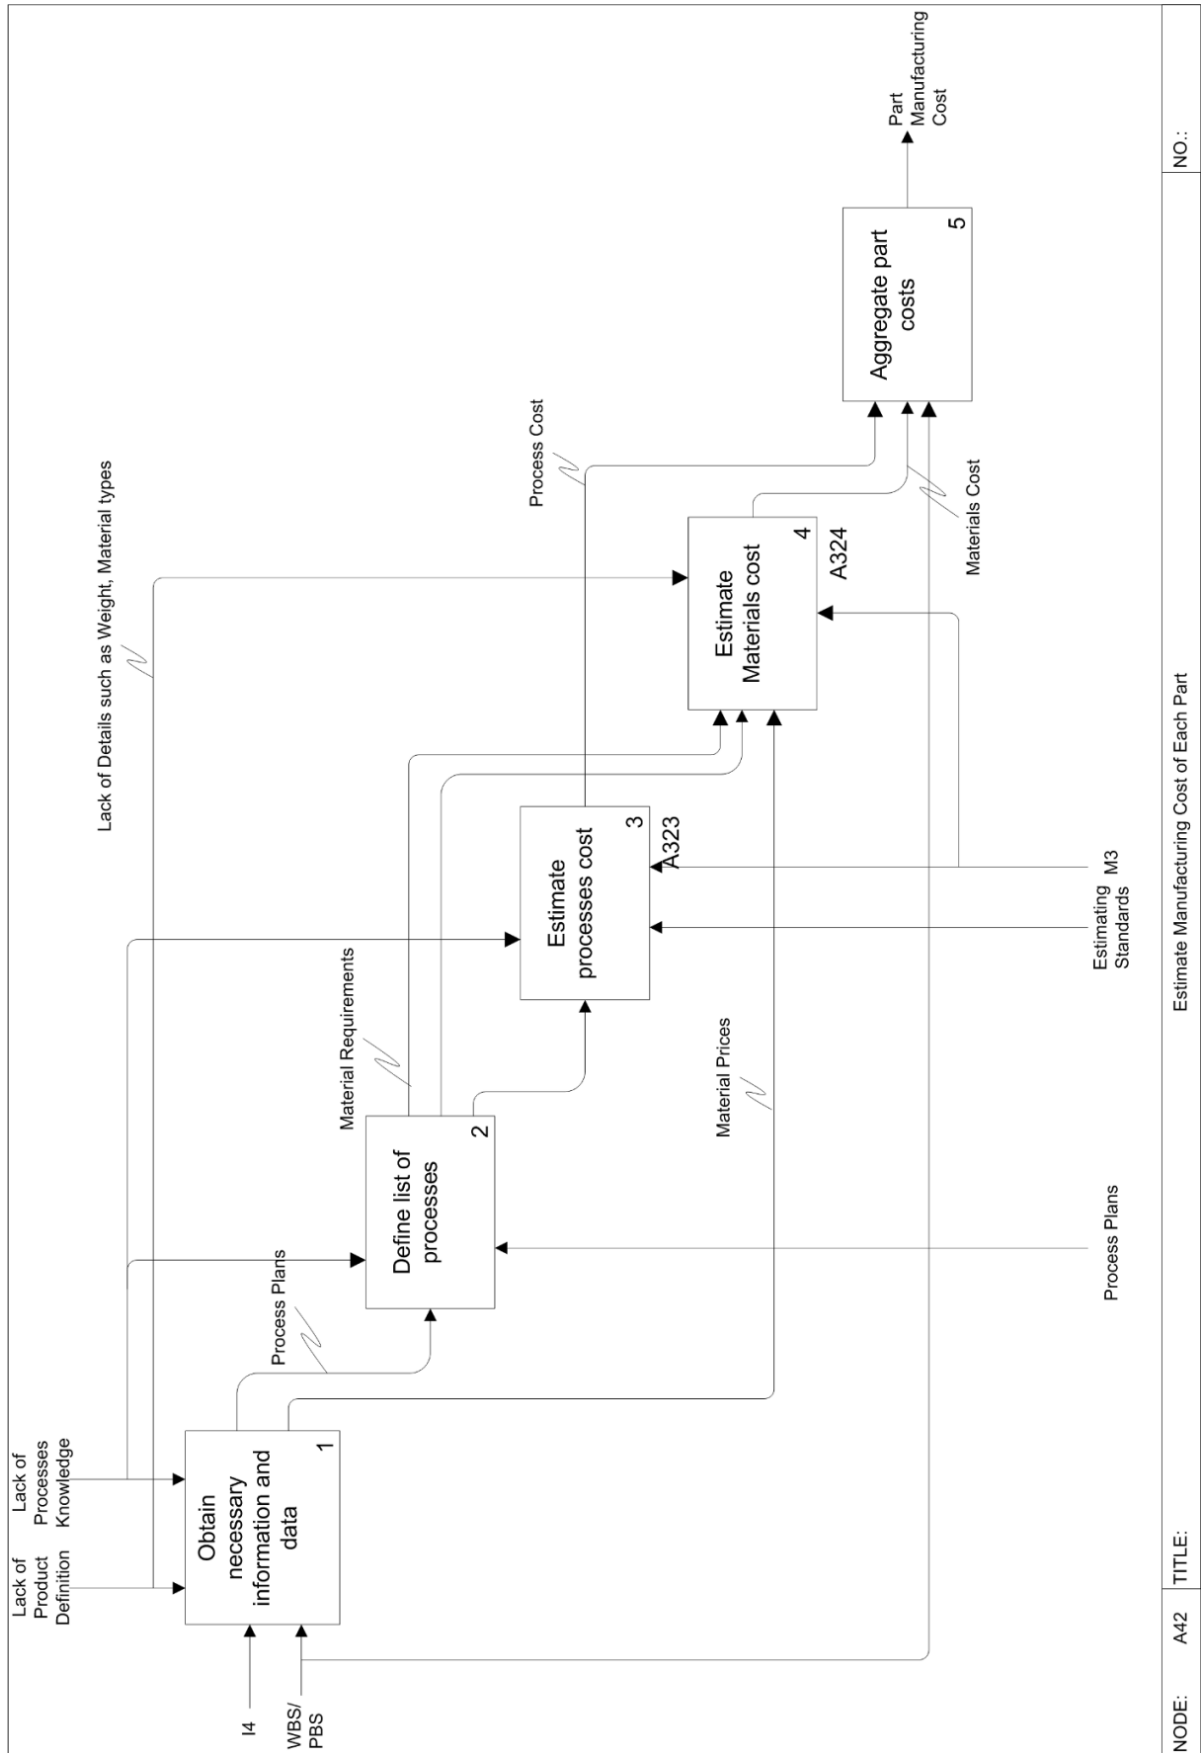 Lack of
Product
Definition
Lack of
Processes
Knowledge
Lack of Details such as Weight, Material types
I4
WBS/
PBS
Obtain
necessary
information and
data
1
Process Plans
Define list of
processes
2
Material Requirements
Estimate
processes cost
3
A323
Process Cost
Estimate
Materials cost
4
A324
Material Prices
Materials Cost
Aggregate part
costs
5
Part
Manufacturing
Cost
Process Plans
Estimating
Standards
M3
NODE:
A42
TITLE:
Estimate Manufacturing Cost of Each Part
NO.: